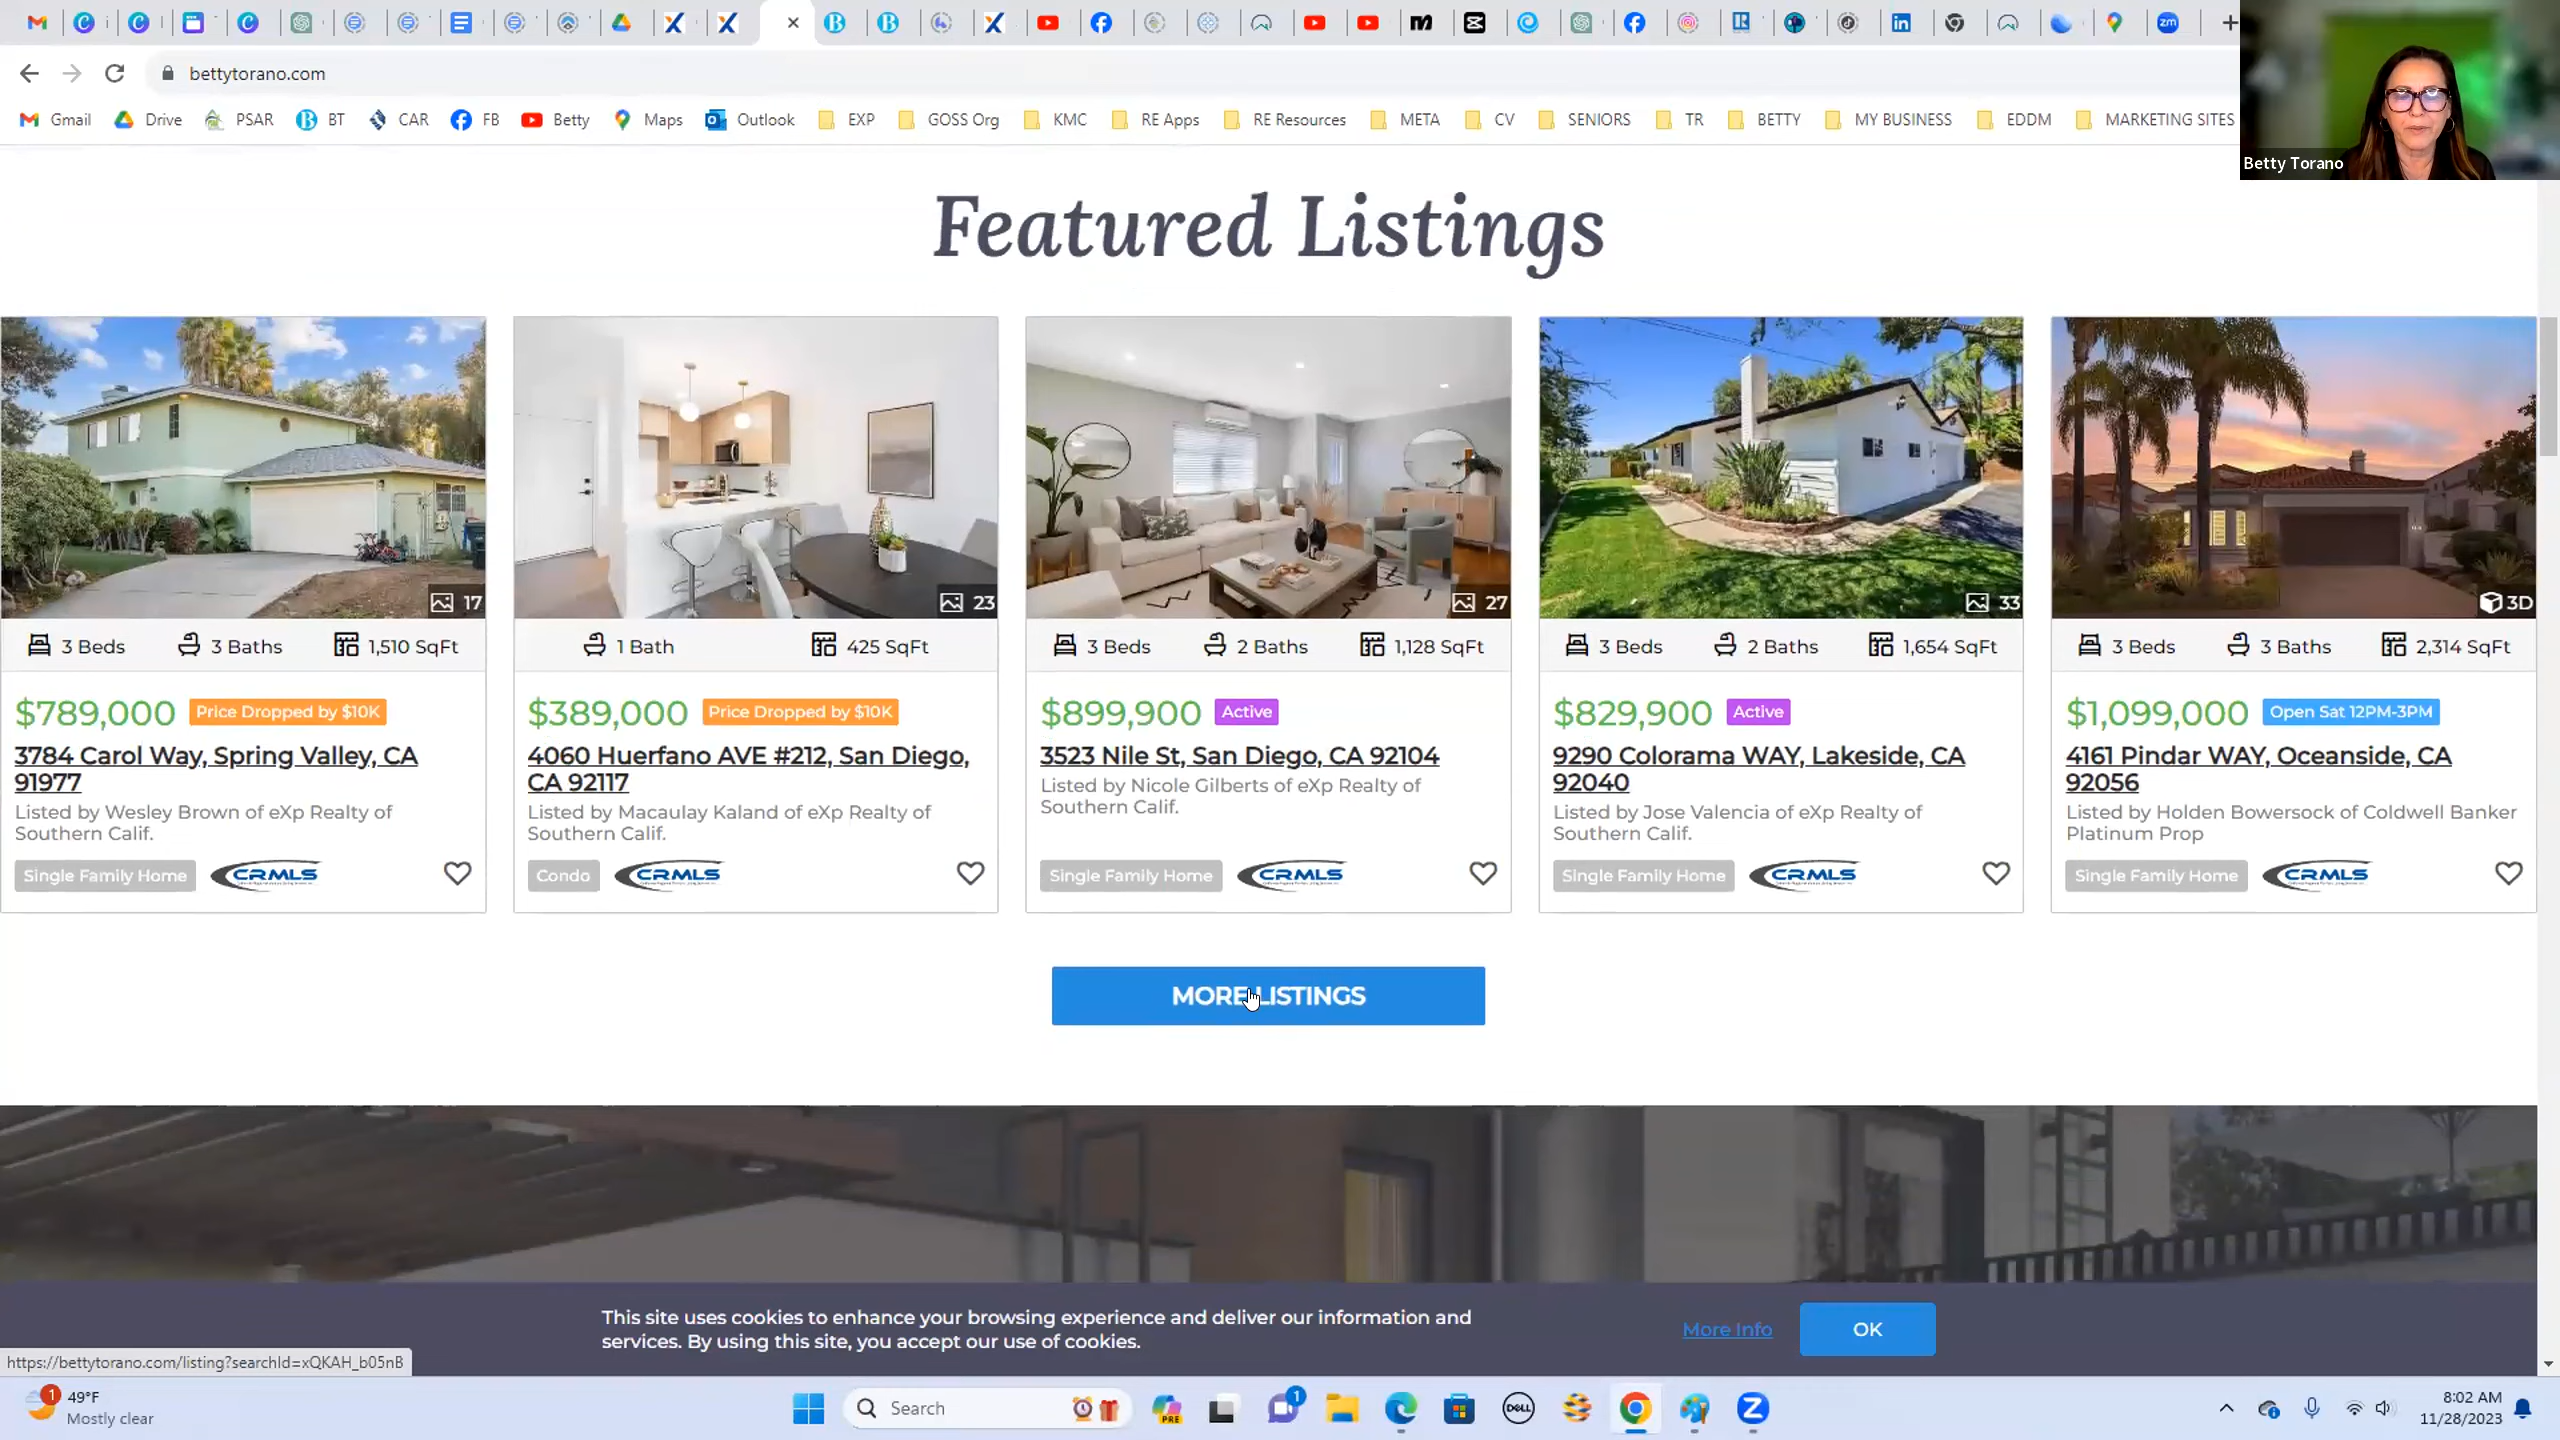 bettytorano.com
Gmail Drive PSAR BT CAR FB Betty Maps Outlook EXP GOSS Org KMC RE Apps RE Resources META CV SENIORS TR BETTY MY BUSINESS EDDM MARKETING SITES
Betty Torano
Featured Listings
17
23
27
33
3D
3 Beds 3 Baths 1,510 SqFt
1 Bath 425 SqFt
3 Beds 2 Baths 1,128 SqFt
3 Beds 2 Baths 1,654 SqFt
3 Beds 3 Baths 2,314 SqFt
$789,000 Price Dropped by $10K
3784 Carol Way, Spring Valley, CA
91977
Listed by Wesley Brown of eXp Realty of
Southern Calif.
Single Family Home CRMLS
$389,000 Price Dropped by $10K
4060 Huerfano AVE #212, San Diego,
CA 92117
Listed by Macaulay Kaland of eXp Realty of
Southern Calif.
Condo CRMLS
$899,900 Active
3523 Nile St, San Diego, CA 92104
Listed by Nicole Gilberts of eXp Realty of
Southern Calif.
Single Family Home CRMLS
$829,900 Active
9290 Colorama WAY, Lakeside, CA
92040
Listed by Jose Valencia of eXp Realty of
Southern Calif.
Single Family Home CRMLS
$1,099,000 Open Sat 12PM-3PM
4161 Pindar WAY, Oceanside, CA
92056
Listed by Holden Bowersock of Coldwell Banker
Platinum Prop
Single Family Home CRMLS
MORE LISTINGS
This site uses cookies to enhance your browsing experience and deliver our information and
services. By using this site, you accept our use of cookies.
More Info
OK
https://bettytorano.com/listing?searchId=xQKAH_b05nB
1
49°F
Mostly clear
Search
PRE
1
DELL
8:02 AM
11/28/2023